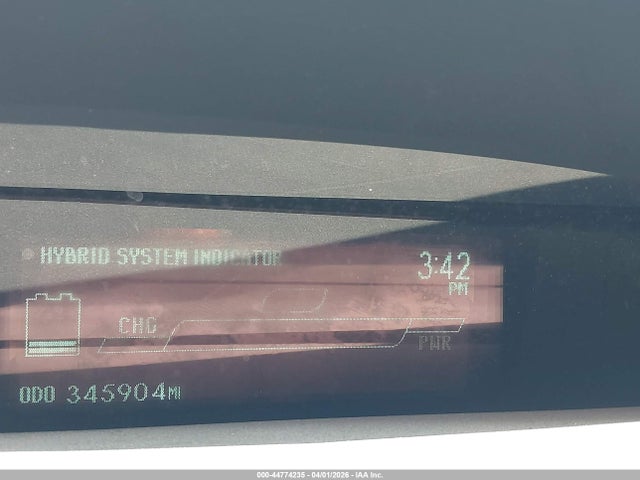 HYBRID SYSTEM INDICATOR
3:42
PM
CHG
PWR
ODO 345904MI
000-44774235 - 04/01/2026 - IAA Inc.